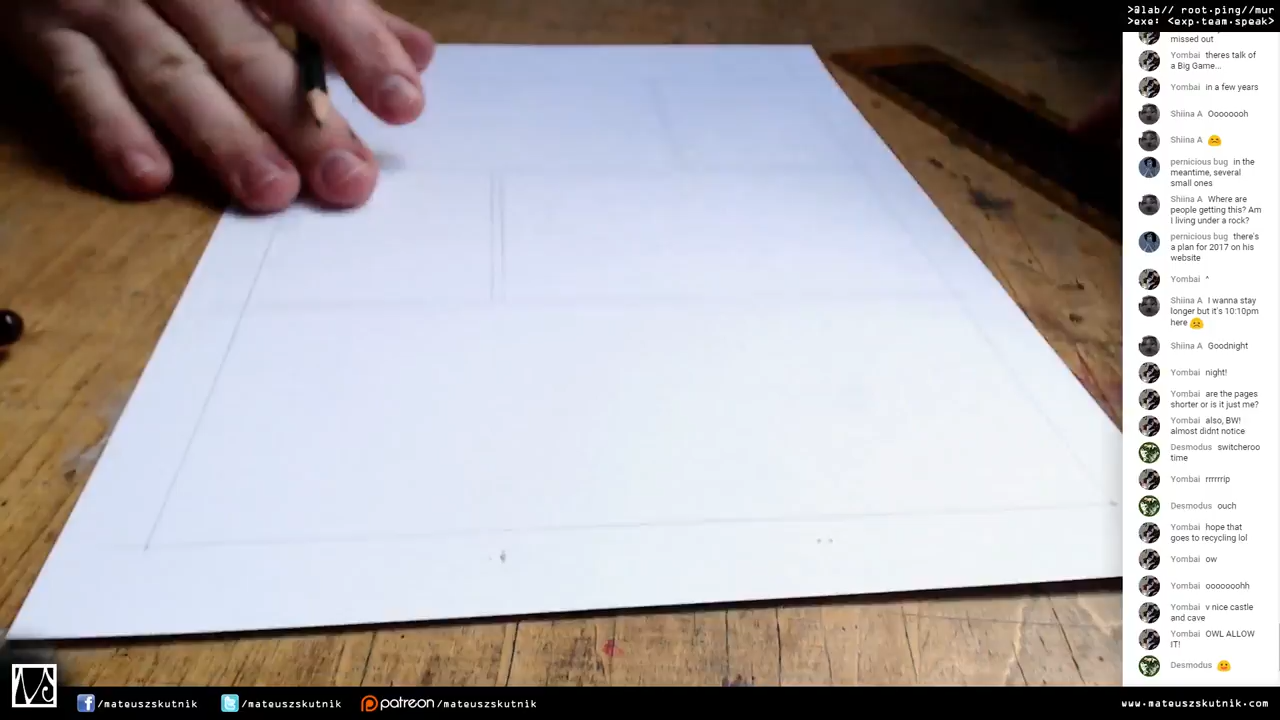 >@lab// root.ping//mur
>exe: <exp.team.speak>
missed out
Yombai theres talk of
a Big Game...
Yombai in a few years
Shiina A Ooooooooh
Shiina A
pernicious bug in the
meantime, several
small ones
Shiina A Where are
people getting this? Am
I living under a rock?
pernicious bug there's
a plan for 2017 on his
website
Yombai ^
Shiina A I wanna stay
longer but it's 10:10pm
here
Shiina A Goodnight
Yombai night!
Yombai are the pages
shorter or is it just me?
Yombai also, BW!
almost didnt notice
Desmodus switcheroo
time
Yombai rrrrrrip
Desmodus ouch
Yombai hope that
goes to recycling lol
Yombai ow
Yombai ooooooohh
Yombai v nice castle
and cave
Yombai OWL ALLOW
IT!
Desmodus
/mateuszskutnik /mateuszskutnik patreon/mateuszskutnik
www.mateuszskutnik.com